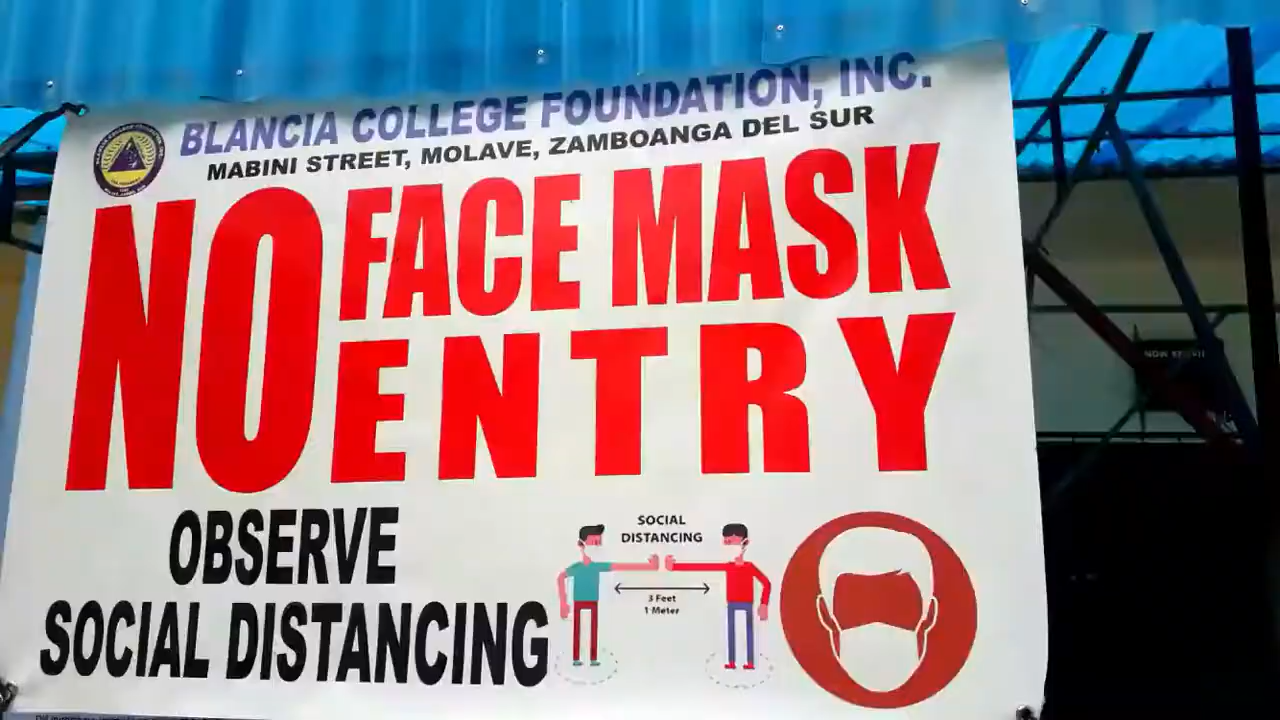 BLANCIA COLLEGE FOUNDATION, INC.
MABINI STREET, MOLAVE, ZAMBOANGA DEL SUR
NO FACE MASK
ENTRY
OBSERVE
SOCIAL DISTANCING
SOCIAL
DISTANCING
3 Feet
1 Meter